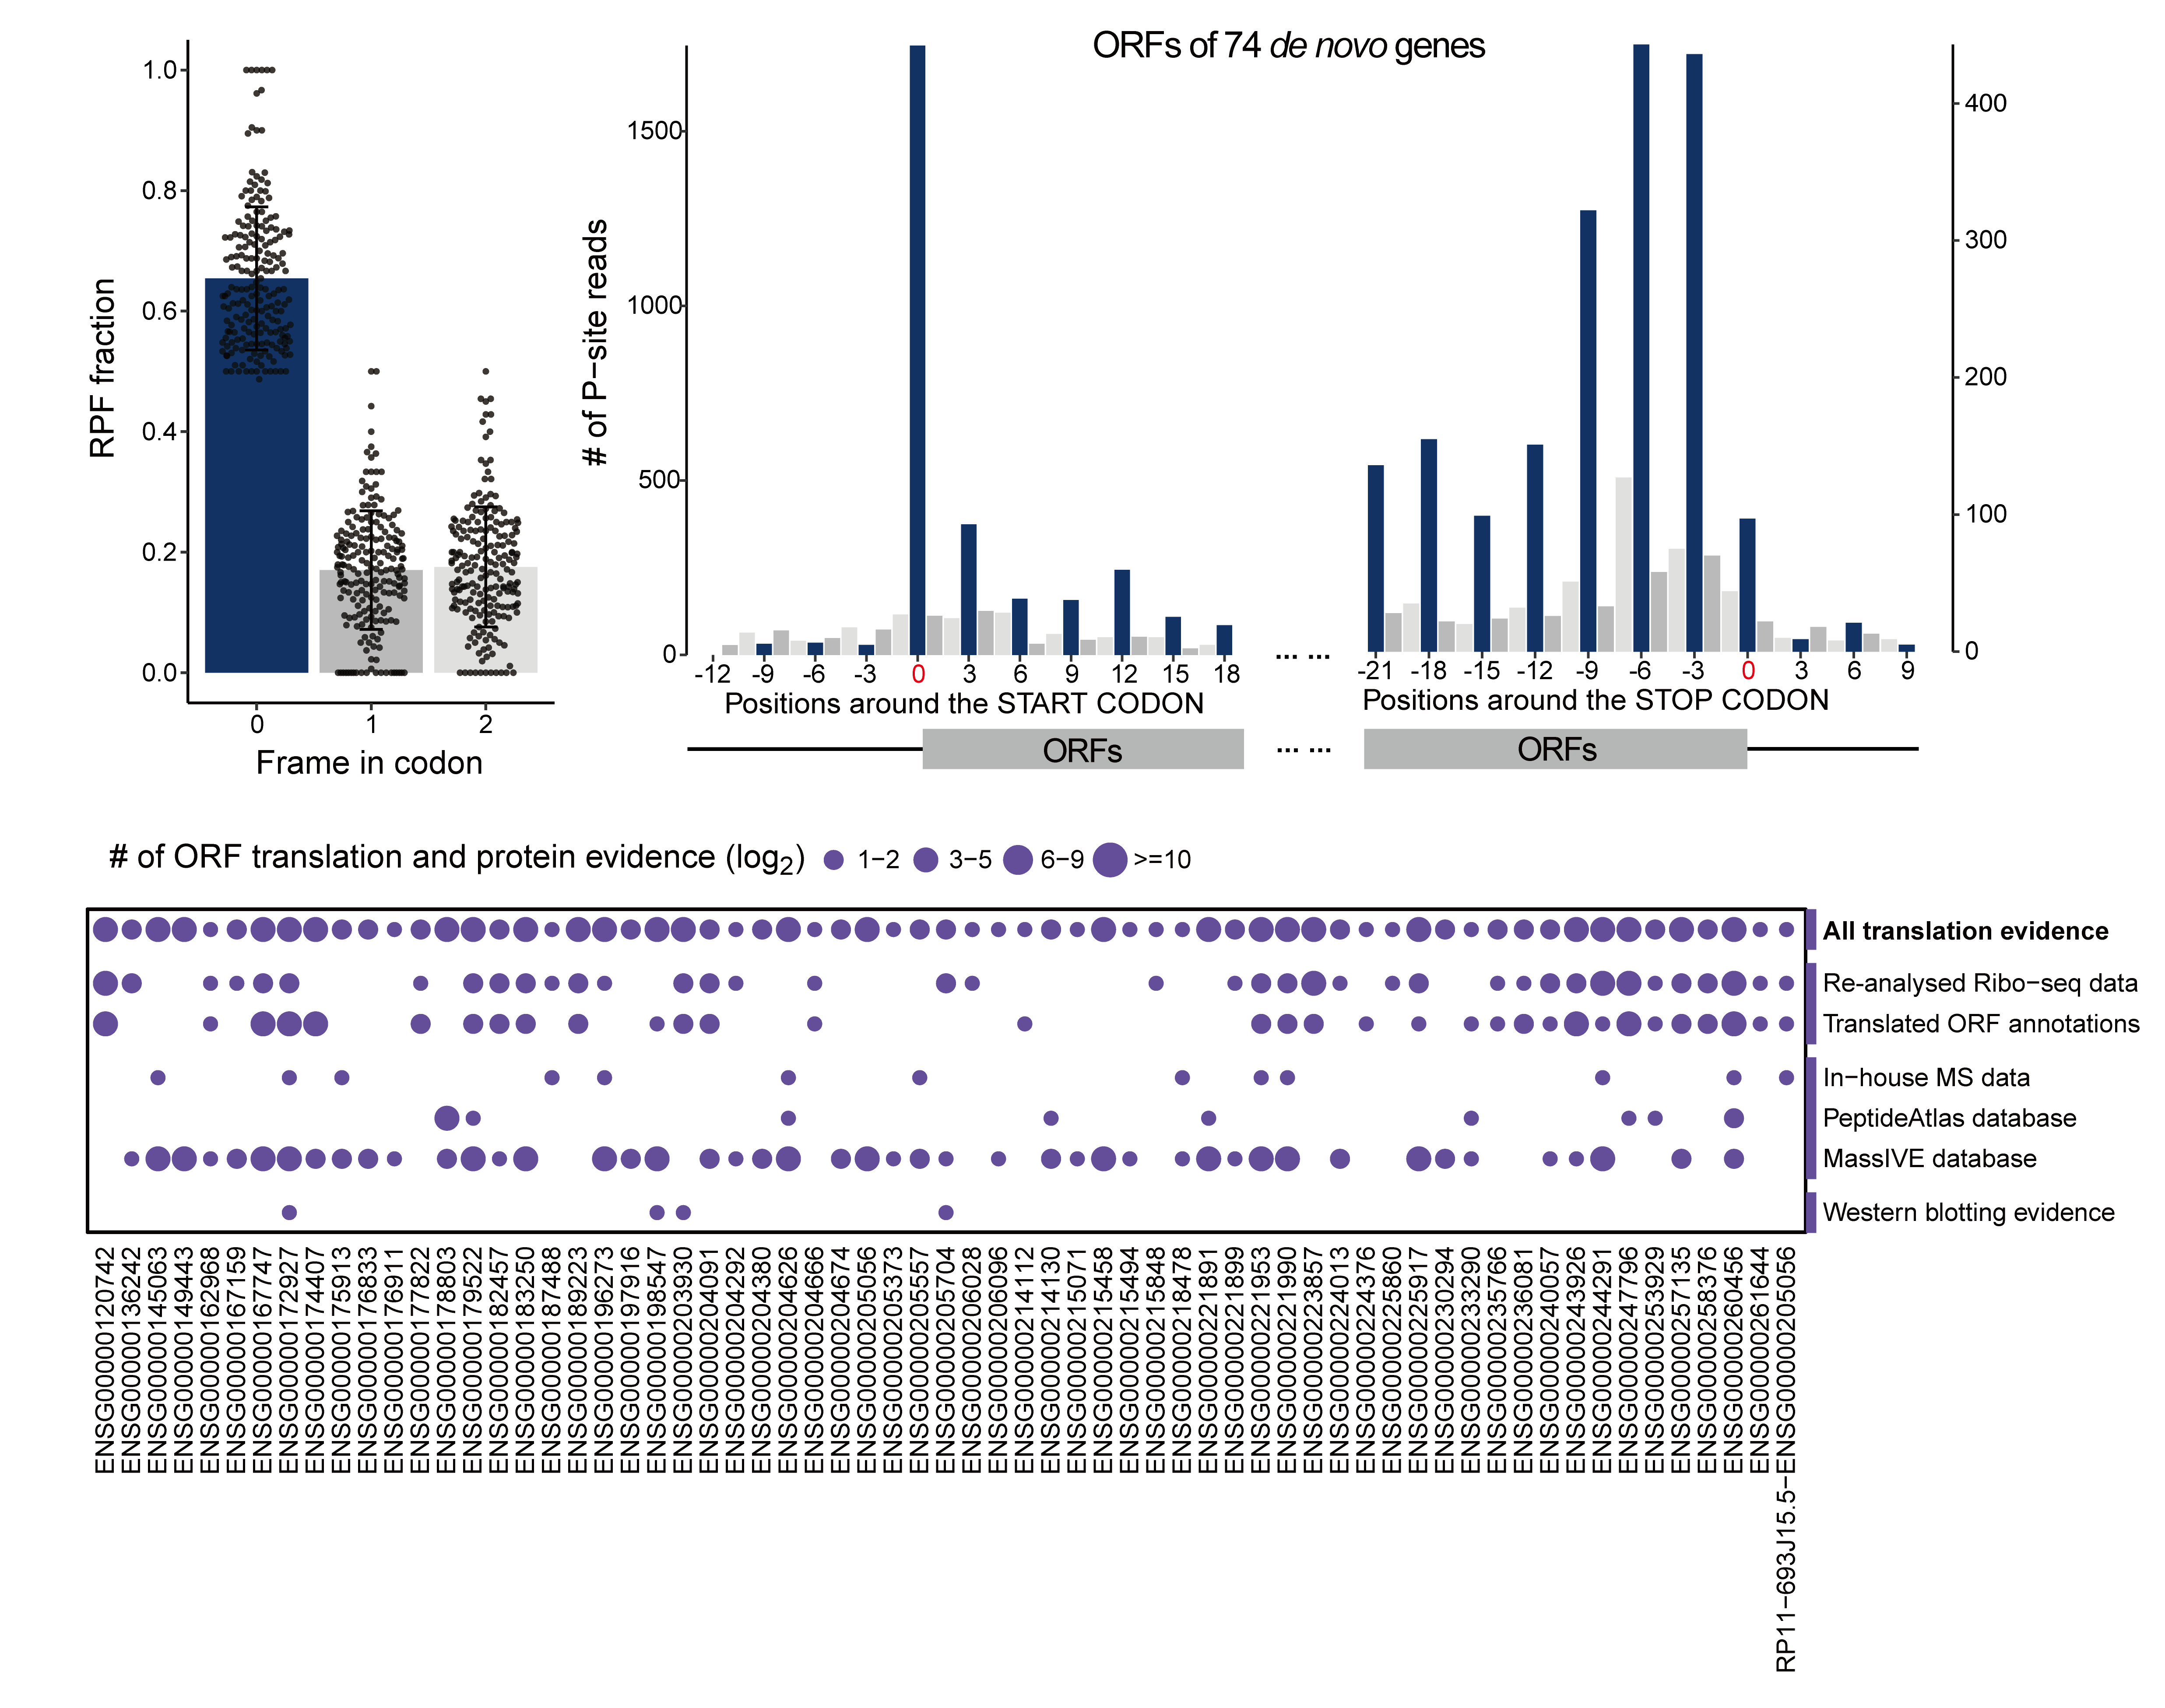 ORFs of 74 de novo genes
RPF fraction
1.0
0.8
0.6
0.4
0.2
0.0
0 1 2
Frame in codon
# of P−site reads
1500
1000
500
0
-12 -9 -6 -3 0 3 6 9 12 15 18
Positions around the START CODON
ORFs
... ...
... ...
400
300
200
100
0
-21 -18 -15 -12 -9 -6 -3 0 3 6 9
Positions around the STOP CODON
ORFs
# of ORF translation and protein evidence (log2) 1−2 3−5 6−9 >=10
All translation evidence
Re−analysed Ribo−seq data
Translated ORF annotations
In−house MS data
PeptideAtlas database
MassIVE database
Western blotting evidence
ENSG00000120742
ENSG00000136242
ENSG00000145063
ENSG00000149443
ENSG00000162968
ENSG00000167159
ENSG00000167747
ENSG00000172927
ENSG00000174407
ENSG00000175913
ENSG00000176833
ENSG00000176911
ENSG00000177822
ENSG00000178803
ENSG00000179522
ENSG00000182457
ENSG00000183250
ENSG00000187488
ENSG00000189223
ENSG00000196273
ENSG00000197916
ENSG00000198547
ENSG00000203930
ENSG00000204091
ENSG00000204292
ENSG00000204380
ENSG00000204626
ENSG00000204666
ENSG00000204674
ENSG00000205056
ENSG00000205373
ENSG00000205557
ENSG00000205704
ENSG00000206028
ENSG00000206096
ENSG00000214112
ENSG00000214130
ENSG00000215071
ENSG00000215458
ENSG00000215494
ENSG00000215848
ENSG00000218478
ENSG00000221891
ENSG00000221899
ENSG00000221953
ENSG00000221990
ENSG00000223857
ENSG00000224013
ENSG00000224376
ENSG00000225860
ENSG00000225917
ENSG00000230294
ENSG00000233290
ENSG00000235766
ENSG00000236081
ENSG00000240057
ENSG00000243926
ENSG00000244291
ENSG00000247796
ENSG00000253929
ENSG00000257135
ENSG00000258376
ENSG00000260456
ENSG00000261644
RP11−693J15.5−ENSG00000205056